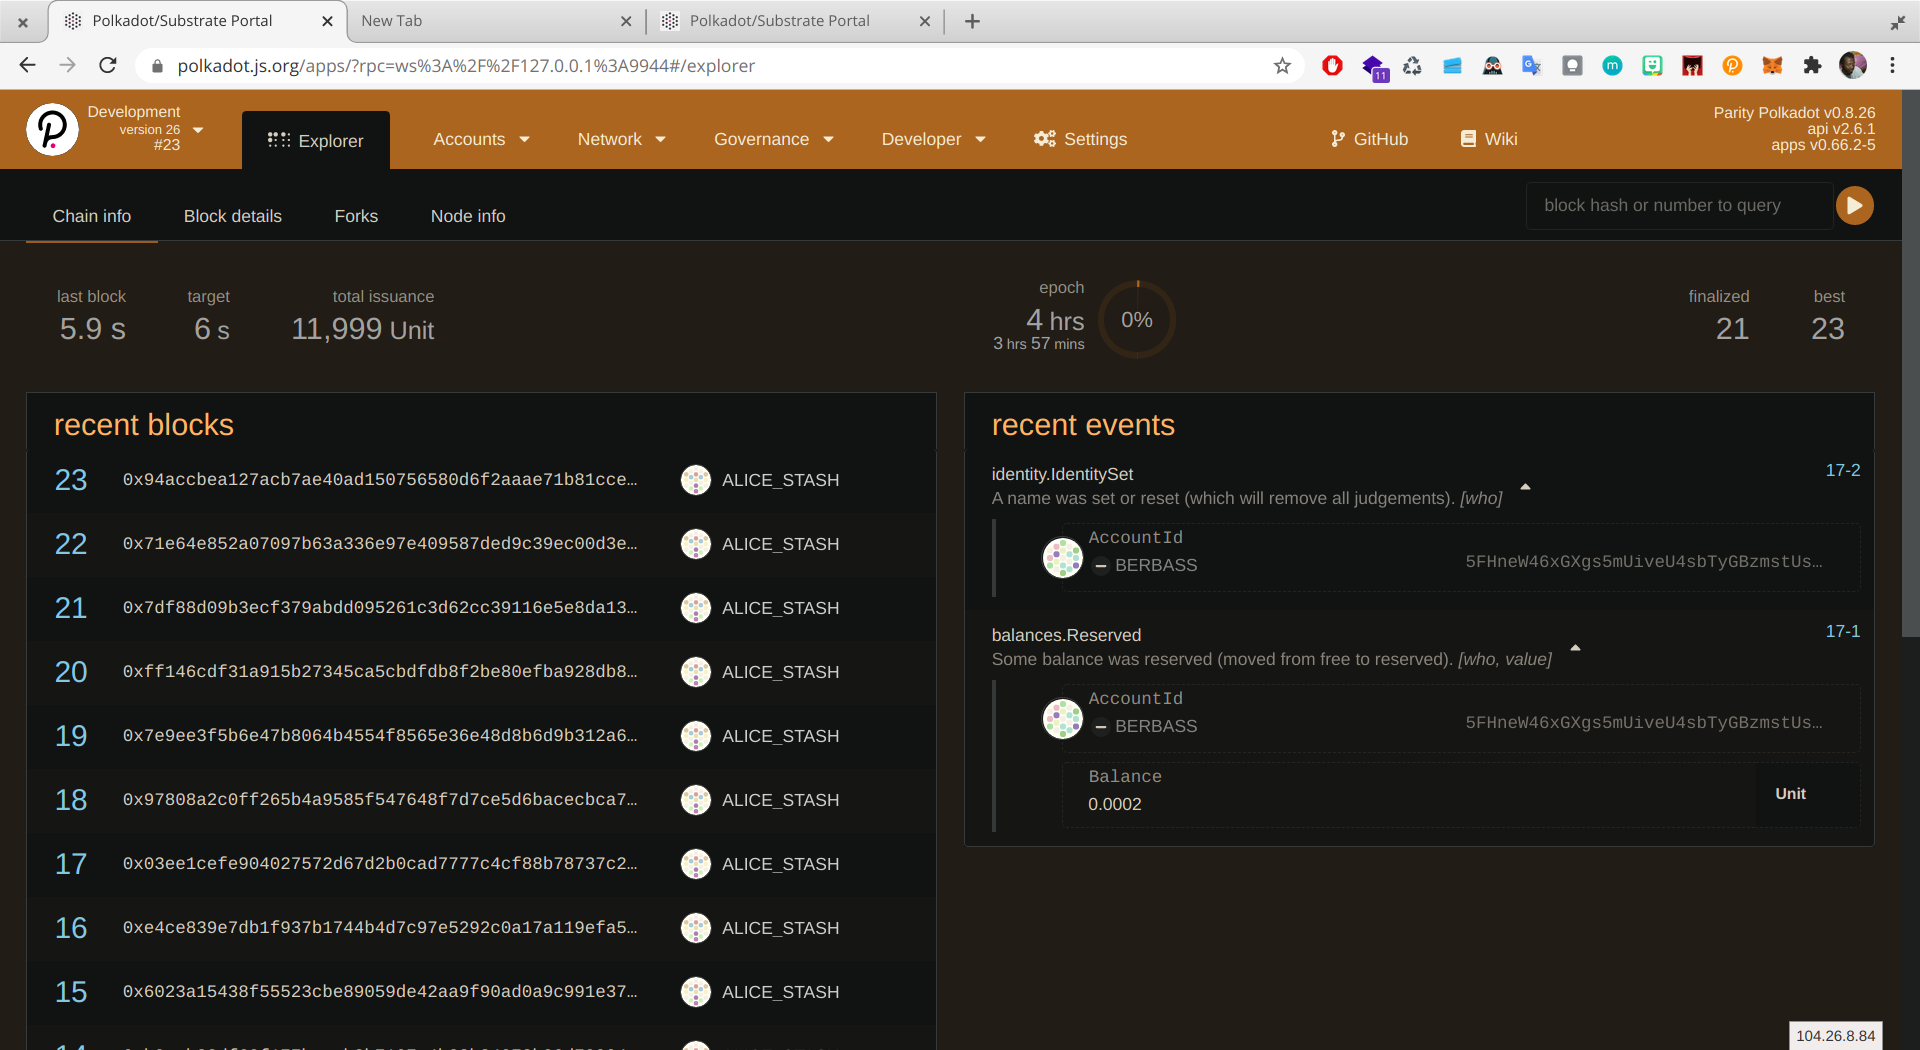 Polkadot/Substrate Portal
New Tab
Polkadot/Substrate Portal
polkadot.js.org/apps/?rpc=ws%3A%2F%2F127.0.0.1%3A9944#/explorer
11
Development
version 26
#23
Explorer
Accounts
Network
Governance
Developer
Settings
GitHub
Wiki
Parity Polkadot v0.8.26
api v2.6.1
apps v0.66.2-5
Chain info
Block details
Forks
Node info
block hash or number to query
last block
5.9 s
target
6 s
total issuance
11,999 Unit
epoch
4 hrs
3 hrs 57 mins
0%
finalized
21
best
23
recent blocks
23 0x94accbea127acb7ae40ad150756580d6f2aaae71b81cce… ALICE_STASH
22 0x71e64e852a07097b63a336e97e409587ded9c39ec00d3e… ALICE_STASH
21 0x7df88d09b3ecf379abdd095261c3d62cc39116e5e8da13… ALICE_STASH
20 0xff146cdf31a915b27345ca5cbdfdb8f2be80efba928db8… ALICE_STASH
19 0x7e9ee3f5b6e47b8064b4554f8565e36e48d8b6d9b312a6… ALICE_STASH
18 0x97808a2c0ff265b4a9585f547648f7d7ce5d6bacecbca7… ALICE_STASH
17 0x03ee1cefe904027572d67d2b0cad7777c4cf88b78737c2… ALICE_STASH
16 0xe4ce839e7db1f937b1744b4d7c97e5292c0a17a119efa5… ALICE_STASH
15 0x6023a15438f55523cbe89059de42aa9f90ad0a9c991e37… ALICE_STASH
recent events
identity.IdentitySet
17-2
A name was set or reset (which will remove all judgements). [who]
AccountId
BERBASS
5FHneW46xGXgs5mUiveU4sbTyGBzmstUs…
balances.Reserved
17-1
Some balance was reserved (moved from free to reserved). [who, value]
AccountId
BERBASS
5FHneW46xGXgs5mUiveU4sbTyGBzmstUs…
Balance
0.0002
Unit
104.26.8.84